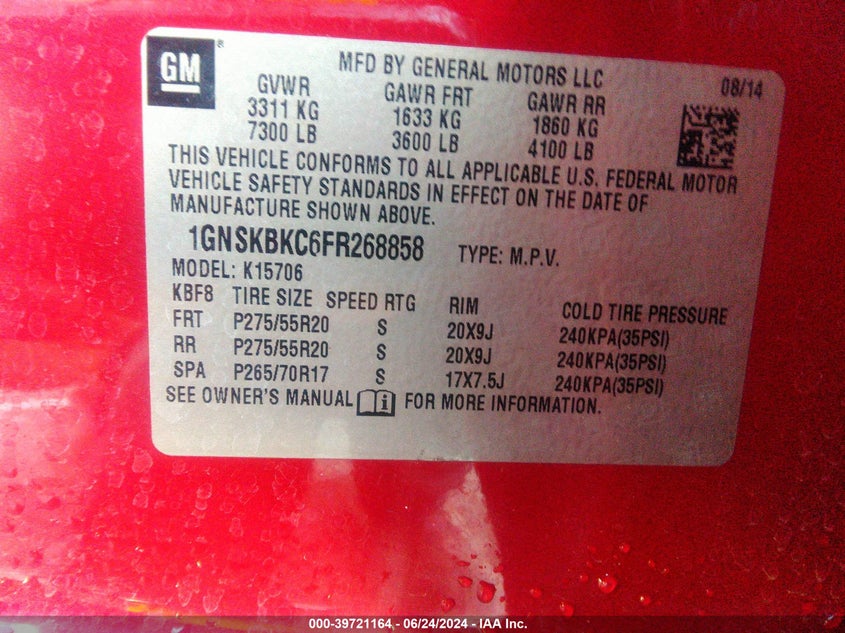 GM®
MFD BY GENERAL MOTORS LLC 08/14
GVWR GAWR FRT GAWR RR
3311 KG 1633 KG 1860 KG
7300 LB 3600 LB 4100 LB
THIS VEHICLE CONFORMS TO ALL APPLICABLE U.S. FEDERAL MOTOR
VEHICLE SAFETY STANDARDS IN EFFECT ON THE DATE OF
MANUFACTURE SHOWN ABOVE.
1GNSKBKC6FR268858 TYPE: M.P.V.
MODEL: K15706
KBF8 TIRE SIZE SPEED RTG RIM COLD TIRE PRESSURE
FRT P275/55R20 S 20X9J 240KPA(35PSI)
RR P275/55R20 S 20X9J 240KPA(35PSI)
SPA P265/70R17 S 17X7.5J 240KPA(35PSI)
SEE OWNER'S MANUAL FOR MORE INFORMATION.
000-39721164 - 06/24/2024 - IAA Inc.